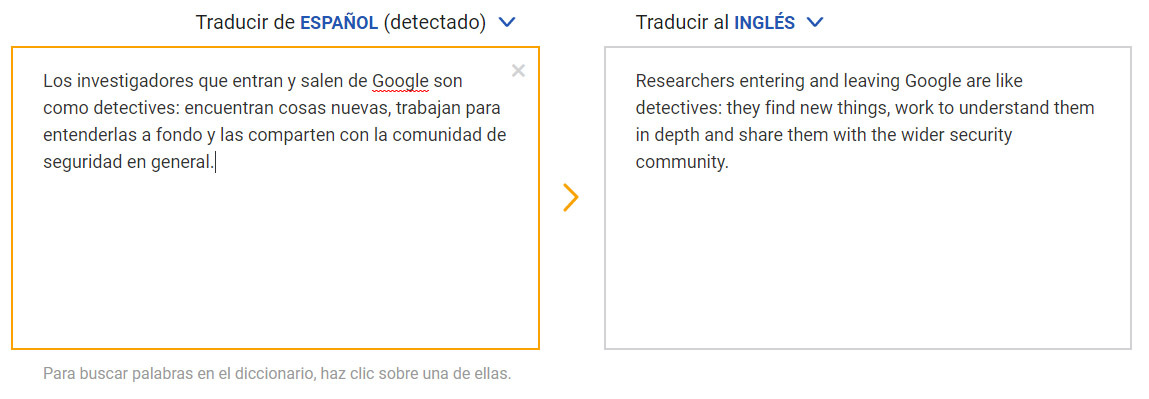 Traducir de ESPAÑOL (detectado)
Traducir al INGLÉS
Los investigadores que entran y salen de Google son
como detectives: encuentran cosas nuevas, trabajan para
entenderlas a fondo y las comparten con la comunidad de
seguridad en general.
Researchers entering and leaving Google are like
detectives: they find new things, work to understand them
in depth and share them with the wider security
community.
Para buscar palabras en el diccionario, haz clic sobre una de ellas.